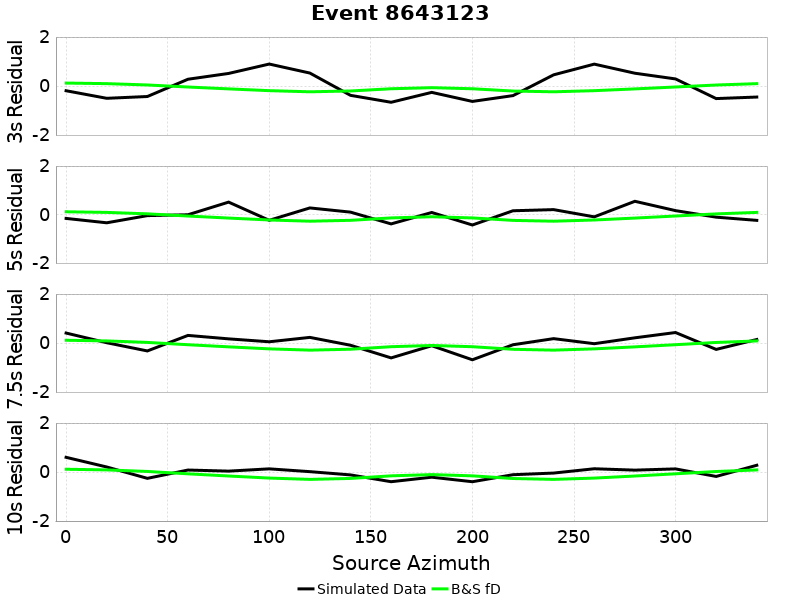 Event 8643123
3s Residual
2
0
-2
5s Residual
2
0
-2
7.5s Residual
2
0
-2
10s Residual
2
0
-2
0 50 100 150 200 250 300
Source Azimuth
Simulated Data B&S fD